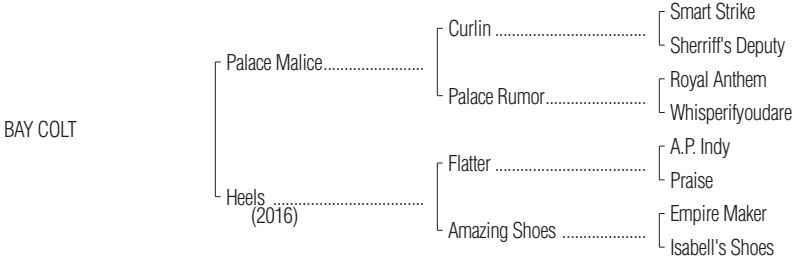 Smart Strike
Curlin ....................................
Sherriff's Deputy
Palace Malice........................
Royal Anthem
Palace Rumor........................
Whisperifyoudare
BAY COLT
A.P. Indy
Flatter ....................................
Praise
Heels ....................................
(2016)
Empire Maker
Amazing Shoes ....................
Isabell's Shoes